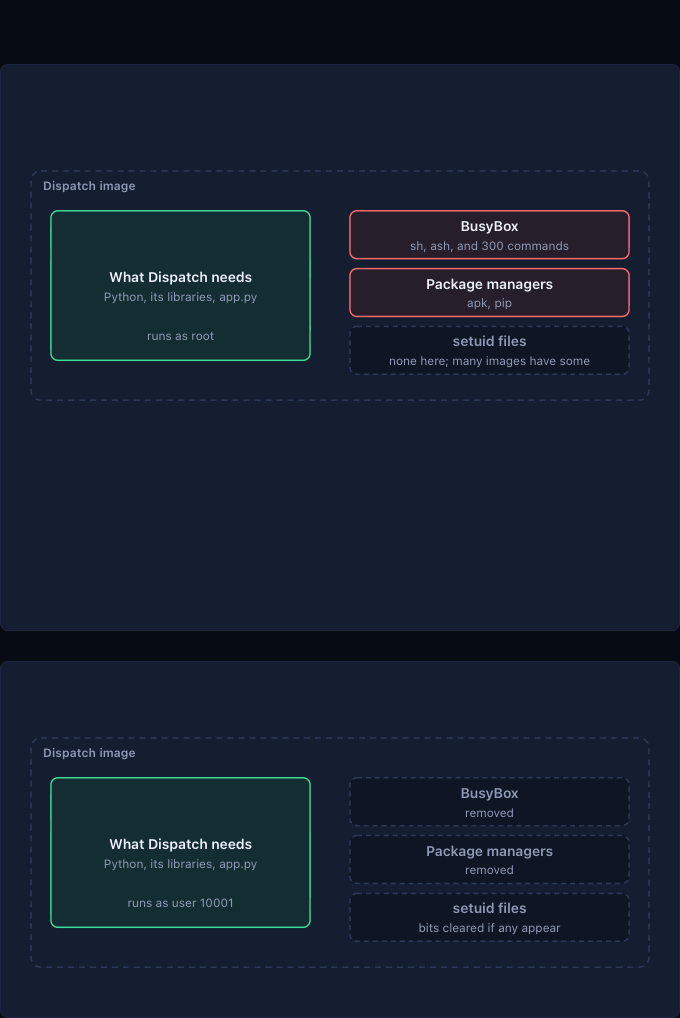 Dispatch image
What Dispatch needs
Python, its libraries, app.py
runs as root
BusyBox
sh, ash, and 300 commands
Package managers
apk, pip
setuid files
none here; many images have some
Dispatch image
What Dispatch needs
Python, its libraries, app.py
runs as user 10001
BusyBox
removed
Package managers
removed
setuid files
bits cleared if any appear